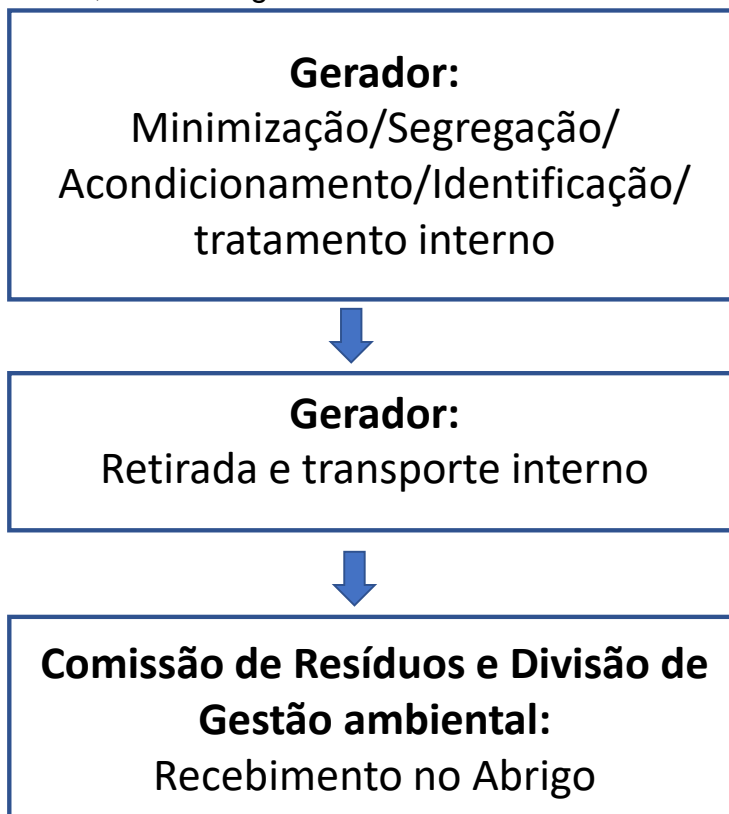 Gerador:
Minimização/Segregação/
Acondicionamento/Identificação/
tratamento interno
Gerador:
Retirada e transporte interno
Comissão de Resíduos e Divisão de
Gestão ambiental:
Recebimento no Abrigo